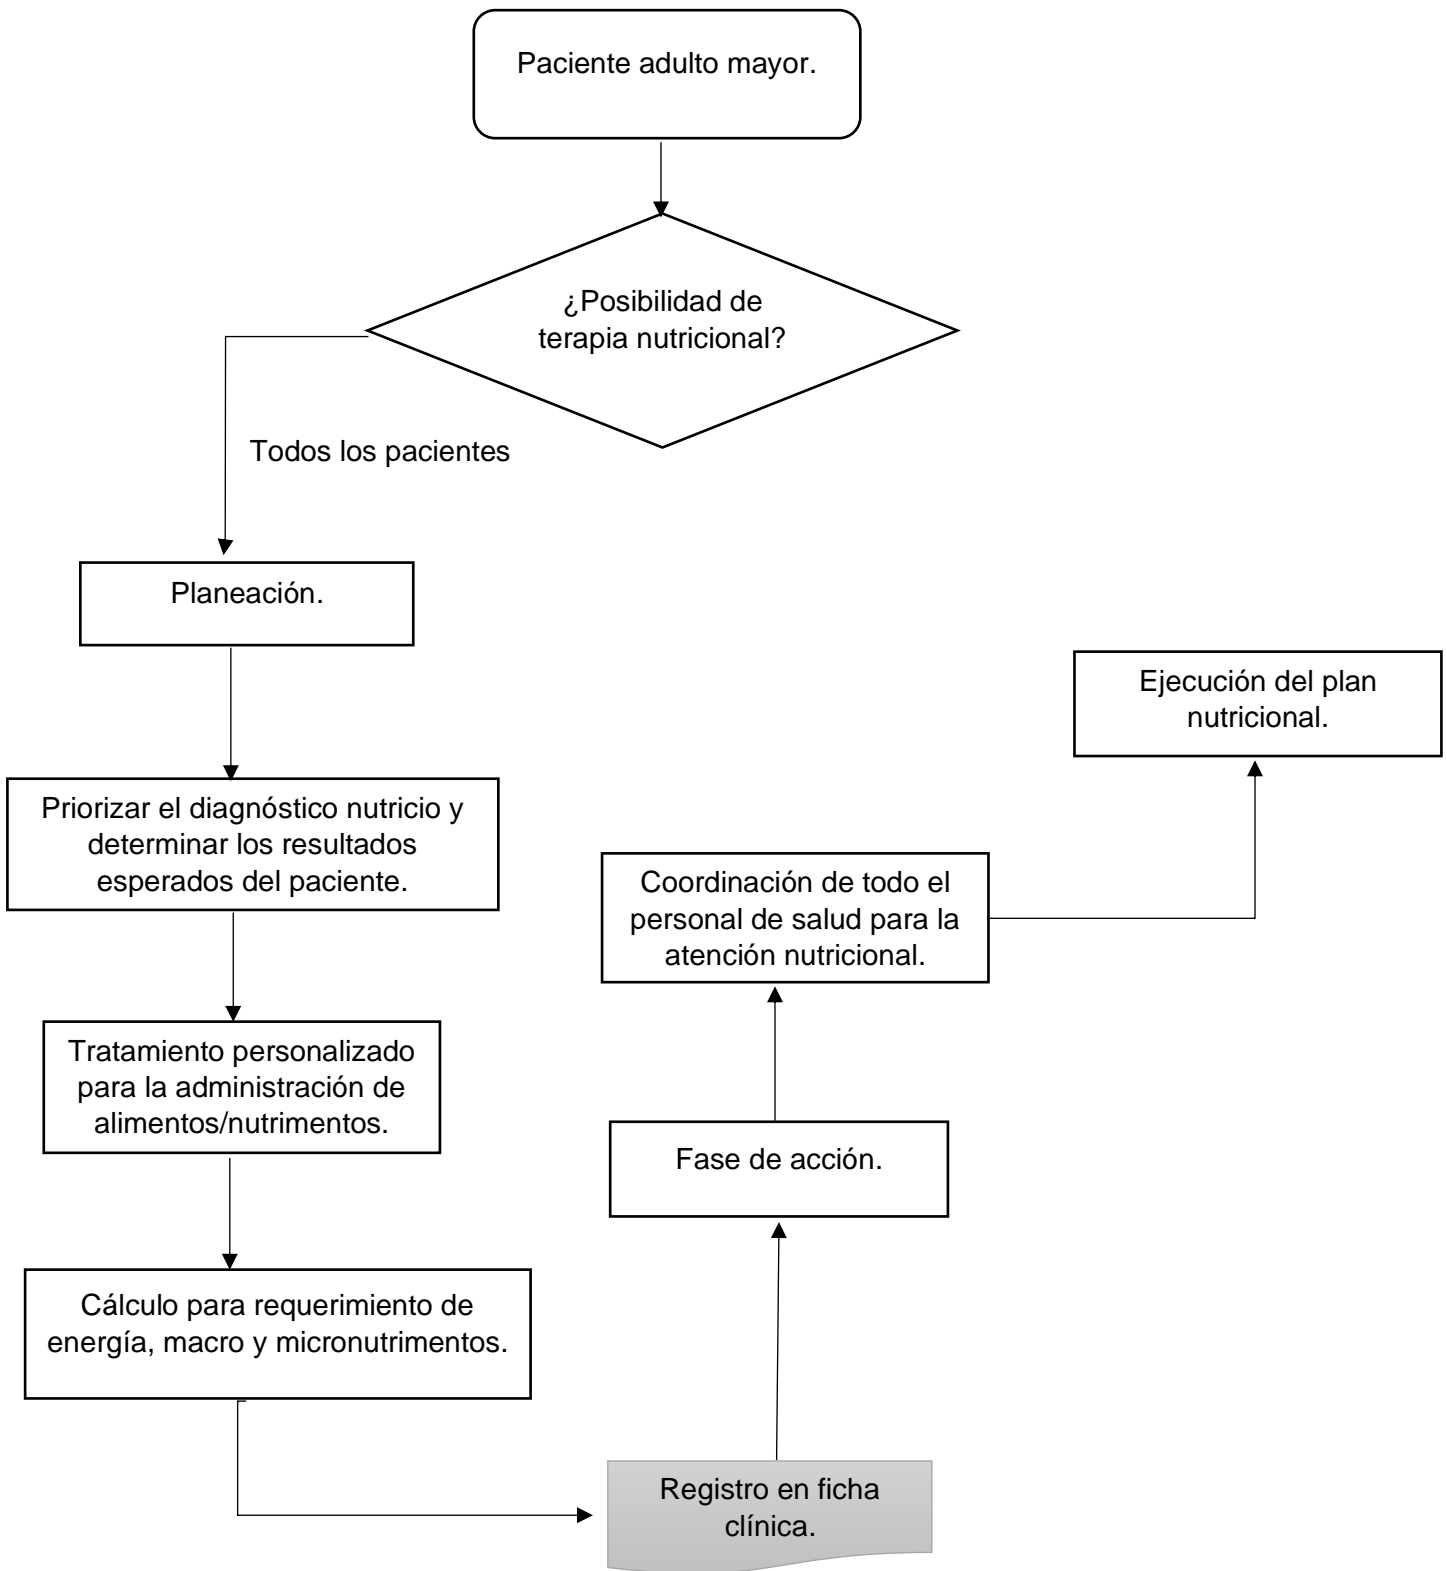 Paciente adulto mayor.
¿Posibilidad de
terapia nutricional?
Todos los pacientes
Planeación.
Priorizar el diagnóstico nutricio y
determinar los resultados
esperados del paciente.
Tratamiento personalizado
para la administración de
alimentos/nutrimentos.
Cálculo para requerimiento de
energía, macro y micronutrimentos.
Registro en ficha
clínica.
Fase de acción.
Coordinación de todo el
personal de salud para la
atención nutricional.
Ejecución del plan
nutricional.